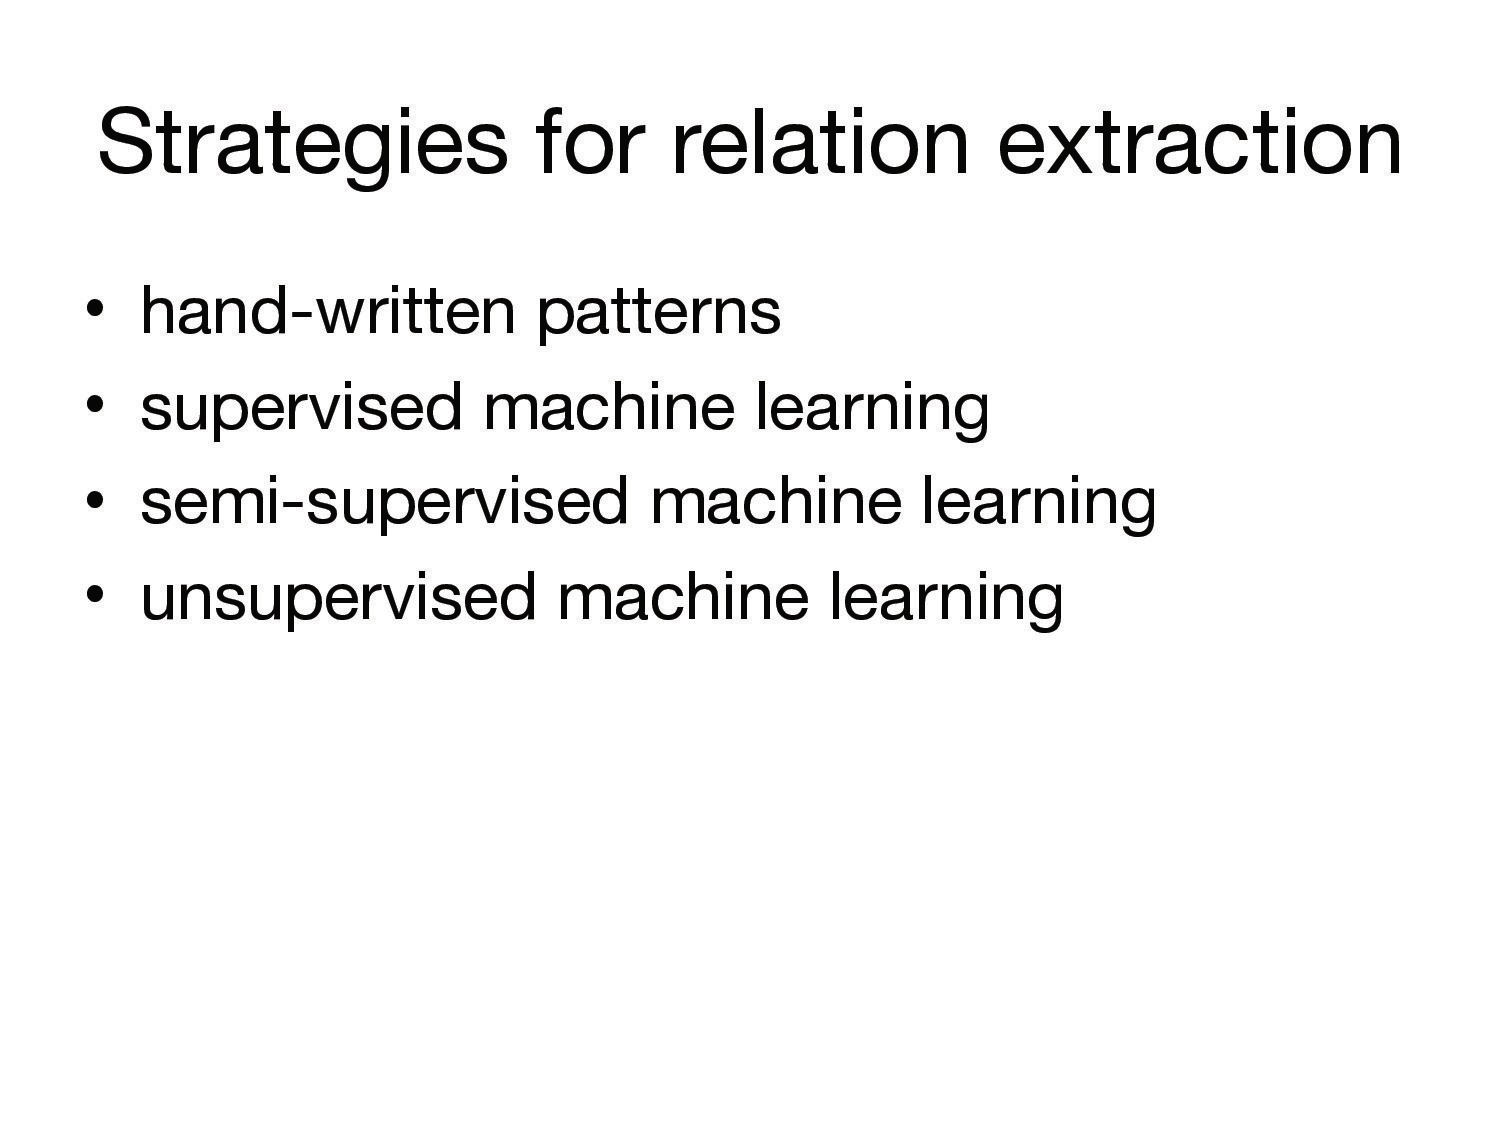 Strategies for relation extraction
• hand-written patterns
• supervised machine learning
• semi-supervised machine learning
• unsupervised machine learning